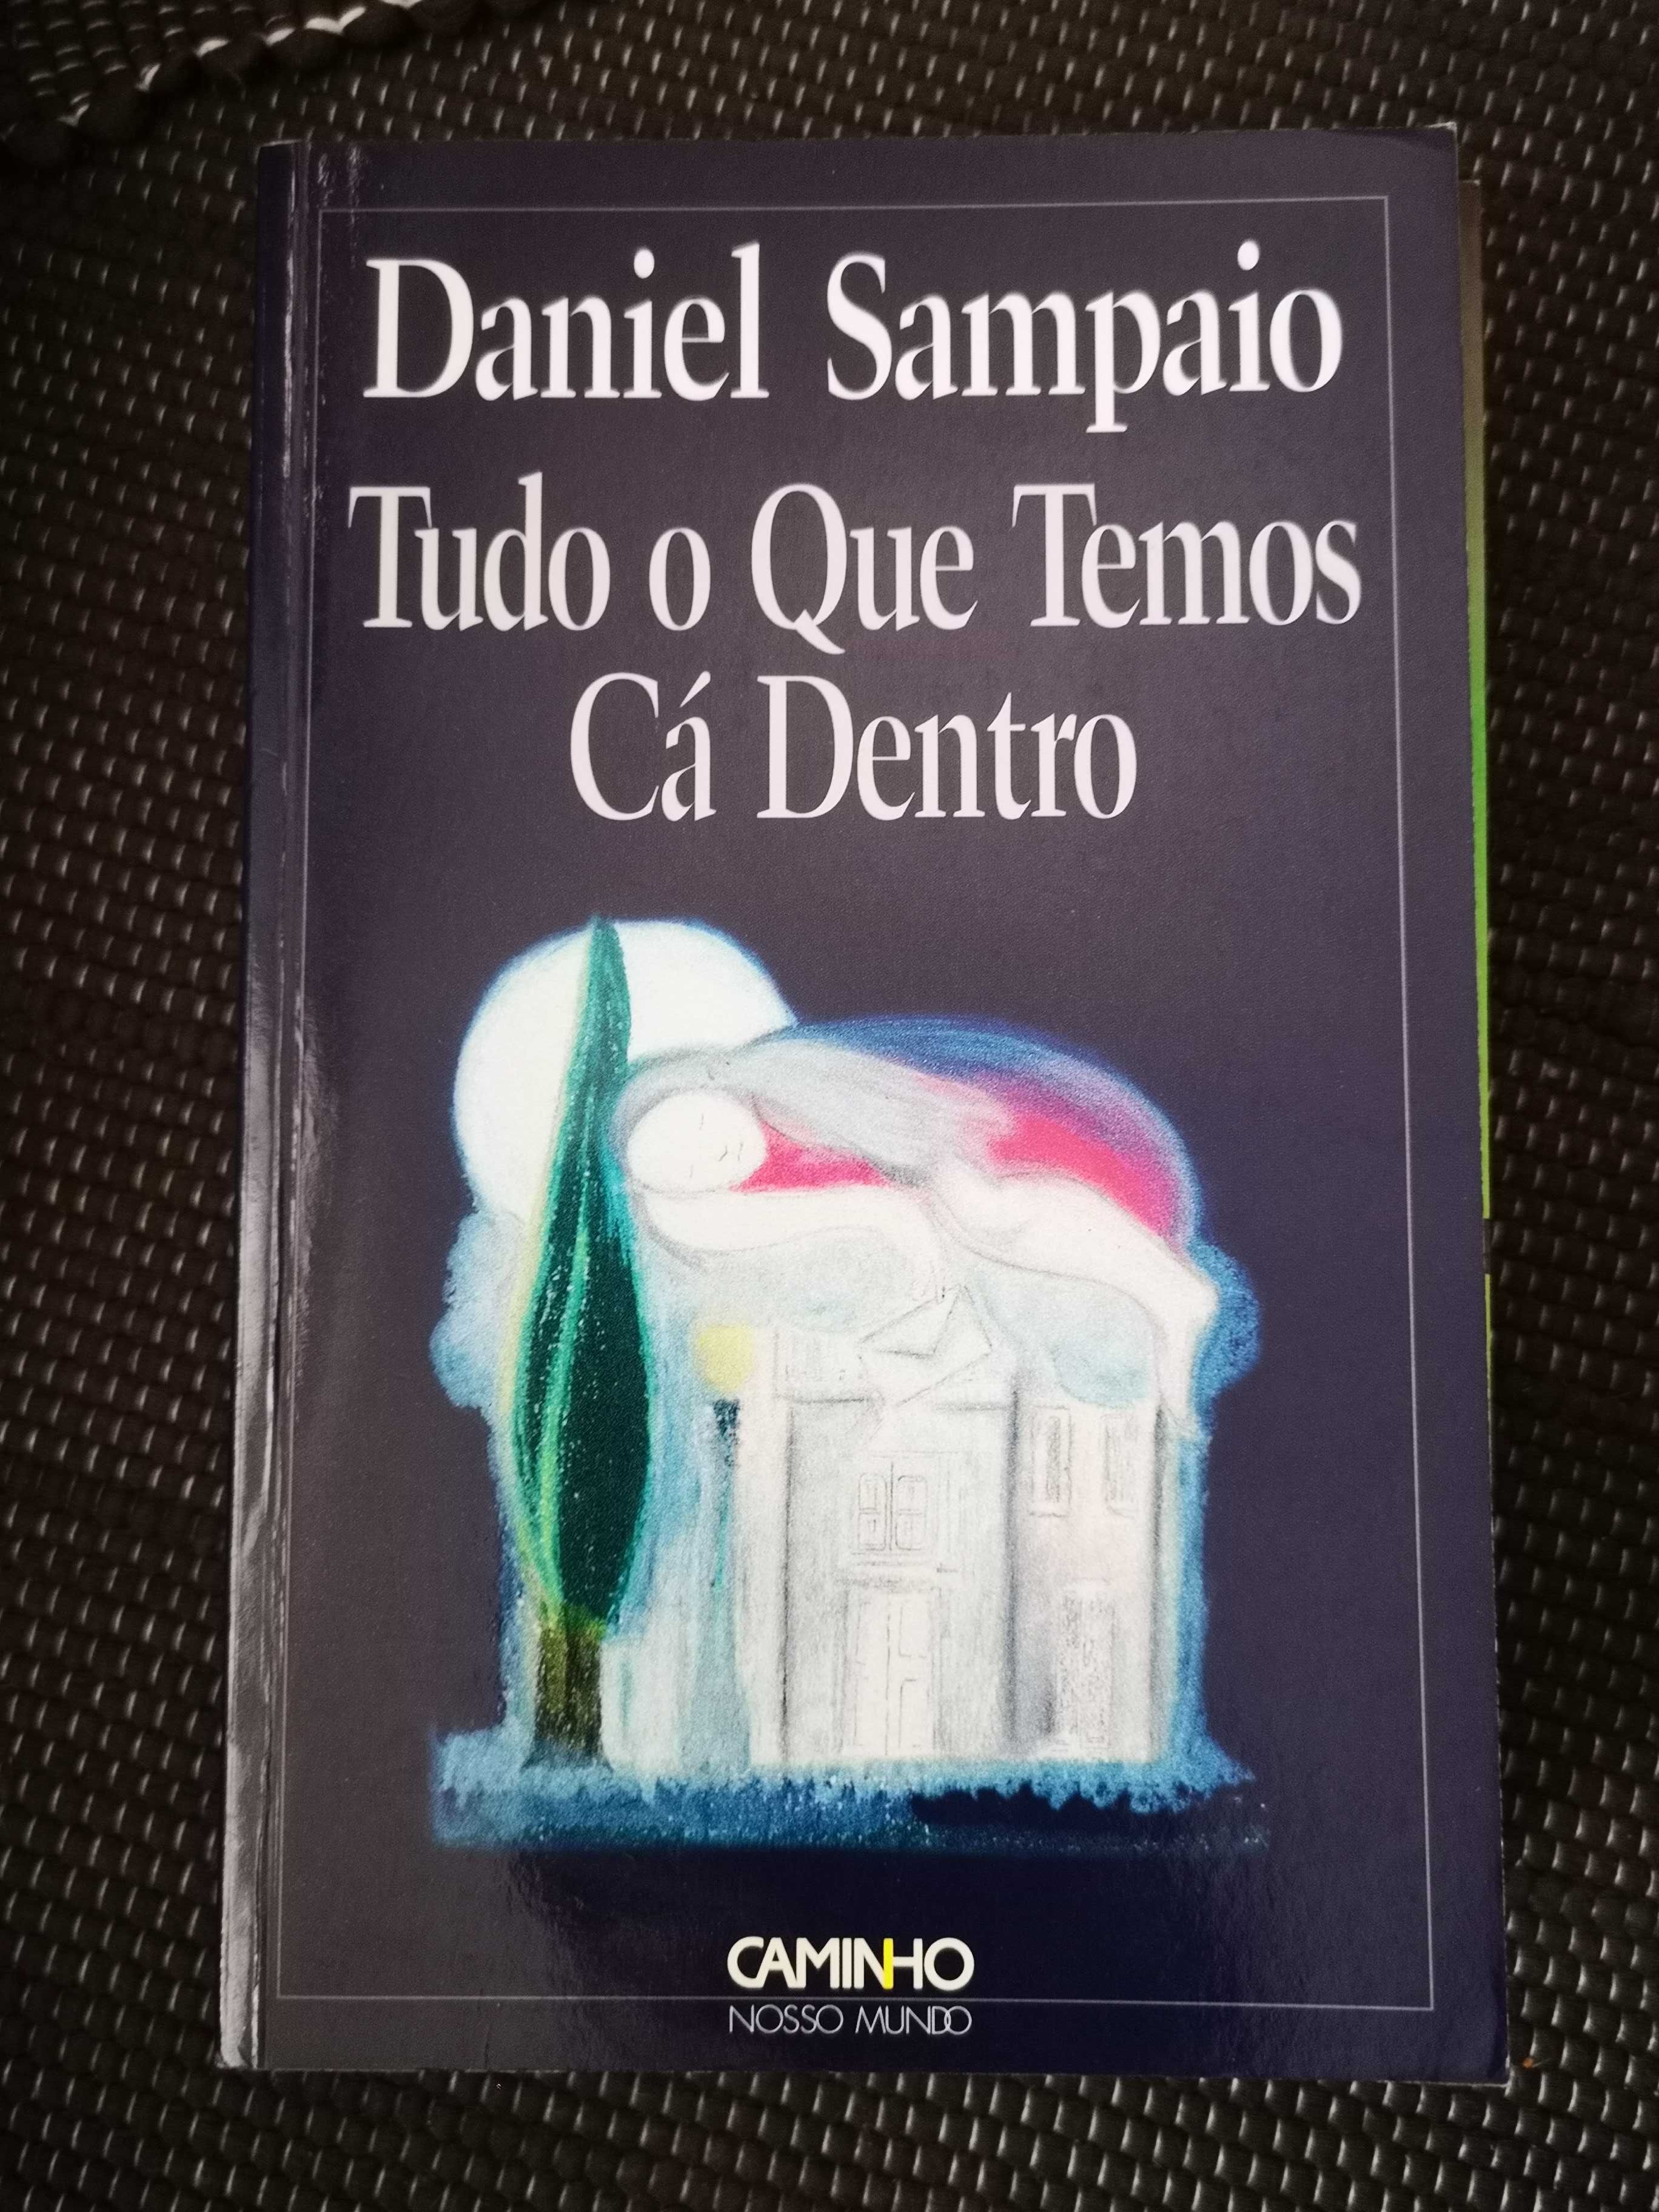 Daniel Sampaio
Tudo o Que Temos
Cá Dentro
CAMINHO
NOSSO MUNDO